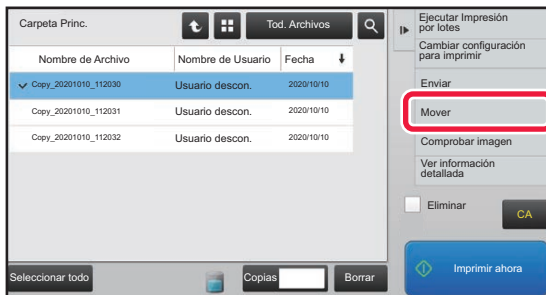 Carpeta Princ.
Tod. Archivos
Nombre de Archivo Nombre de Usuario Fecha
Copy_20201010_112030 Usuario descon. 2020/10/10
Copy_20201010_112031 Usuario descon. 2020/10/10
Copy_20201010_112032 Usuario descon. 2020/10/10
Seleccionar todo
Copias
Borrar
Ejecutar Impresión
por lotes
Cambiar configuración
para imprimir
Enviar
Mover
Comprobar imagen
Ver información
detallada
Eliminar
CA
Imprimir ahora